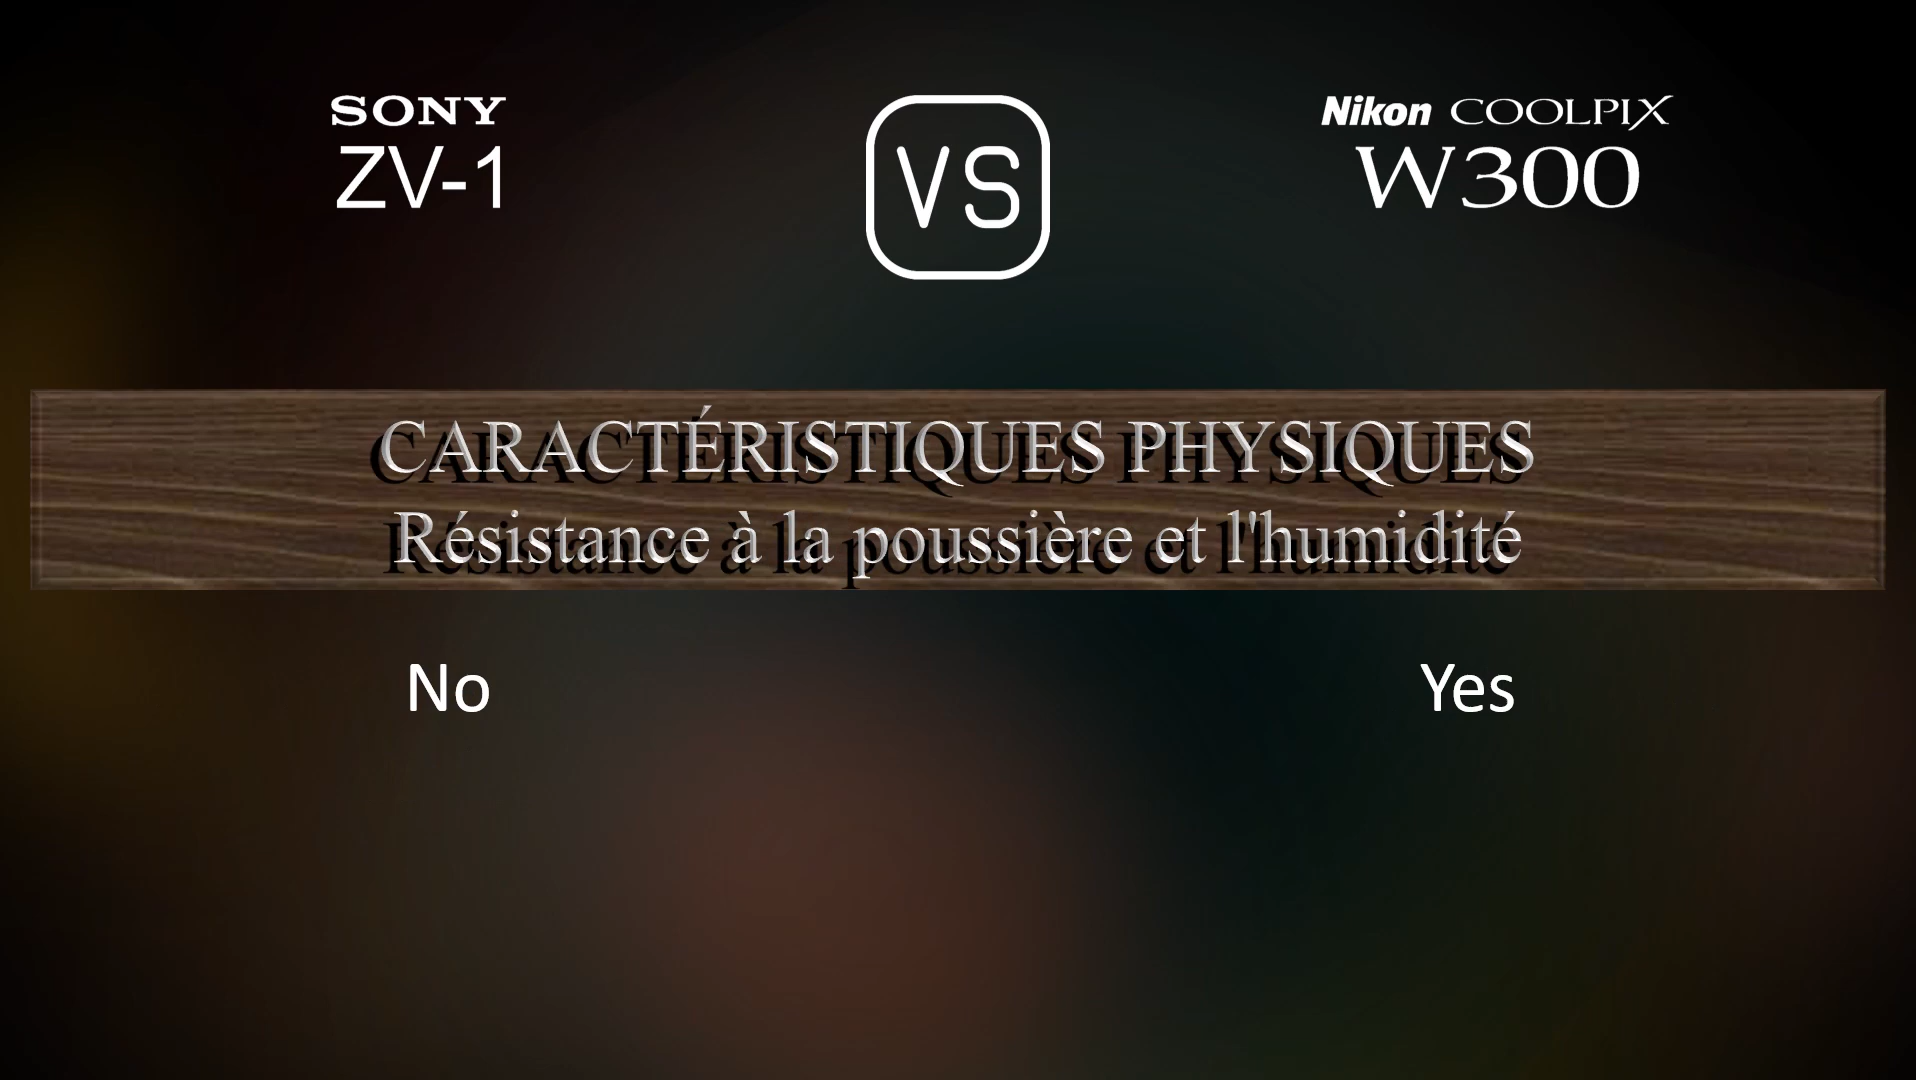 SONY
ZV-1
VS
Nikon COOLPIX
W300
CARACTÉRISTIQUES PHYSIQUES
Résistance à la poussière et l'humidité
No
Yes